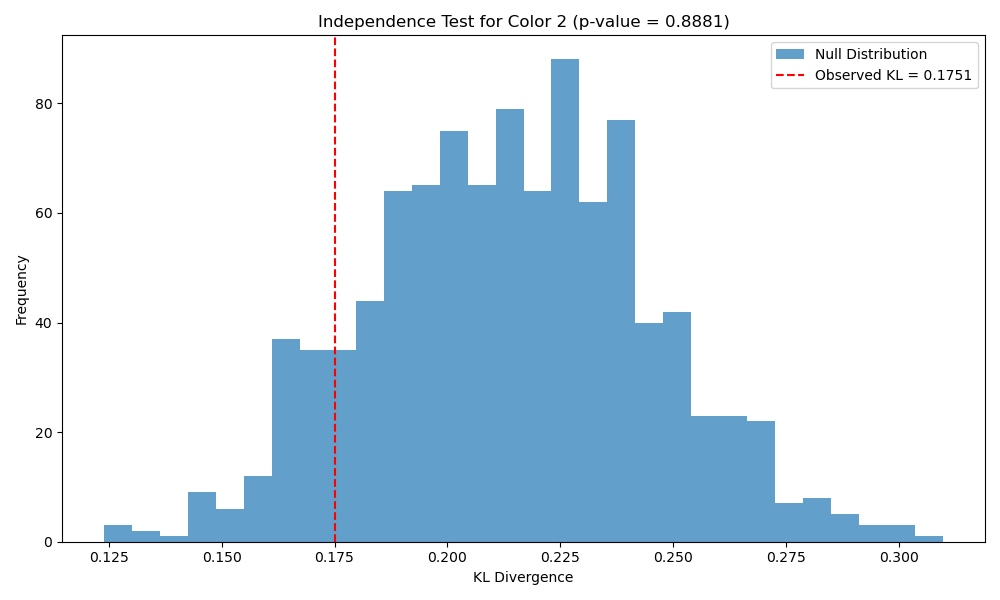 Independence Test for Color 2 (p-value = 0.8881)
Null Distribution
Observed KL = 0.1751
Frequency
80
60
40
20
0
0.125 0.150 0.175 0.200 0.225 0.250 0.275 0.300
KL Divergence